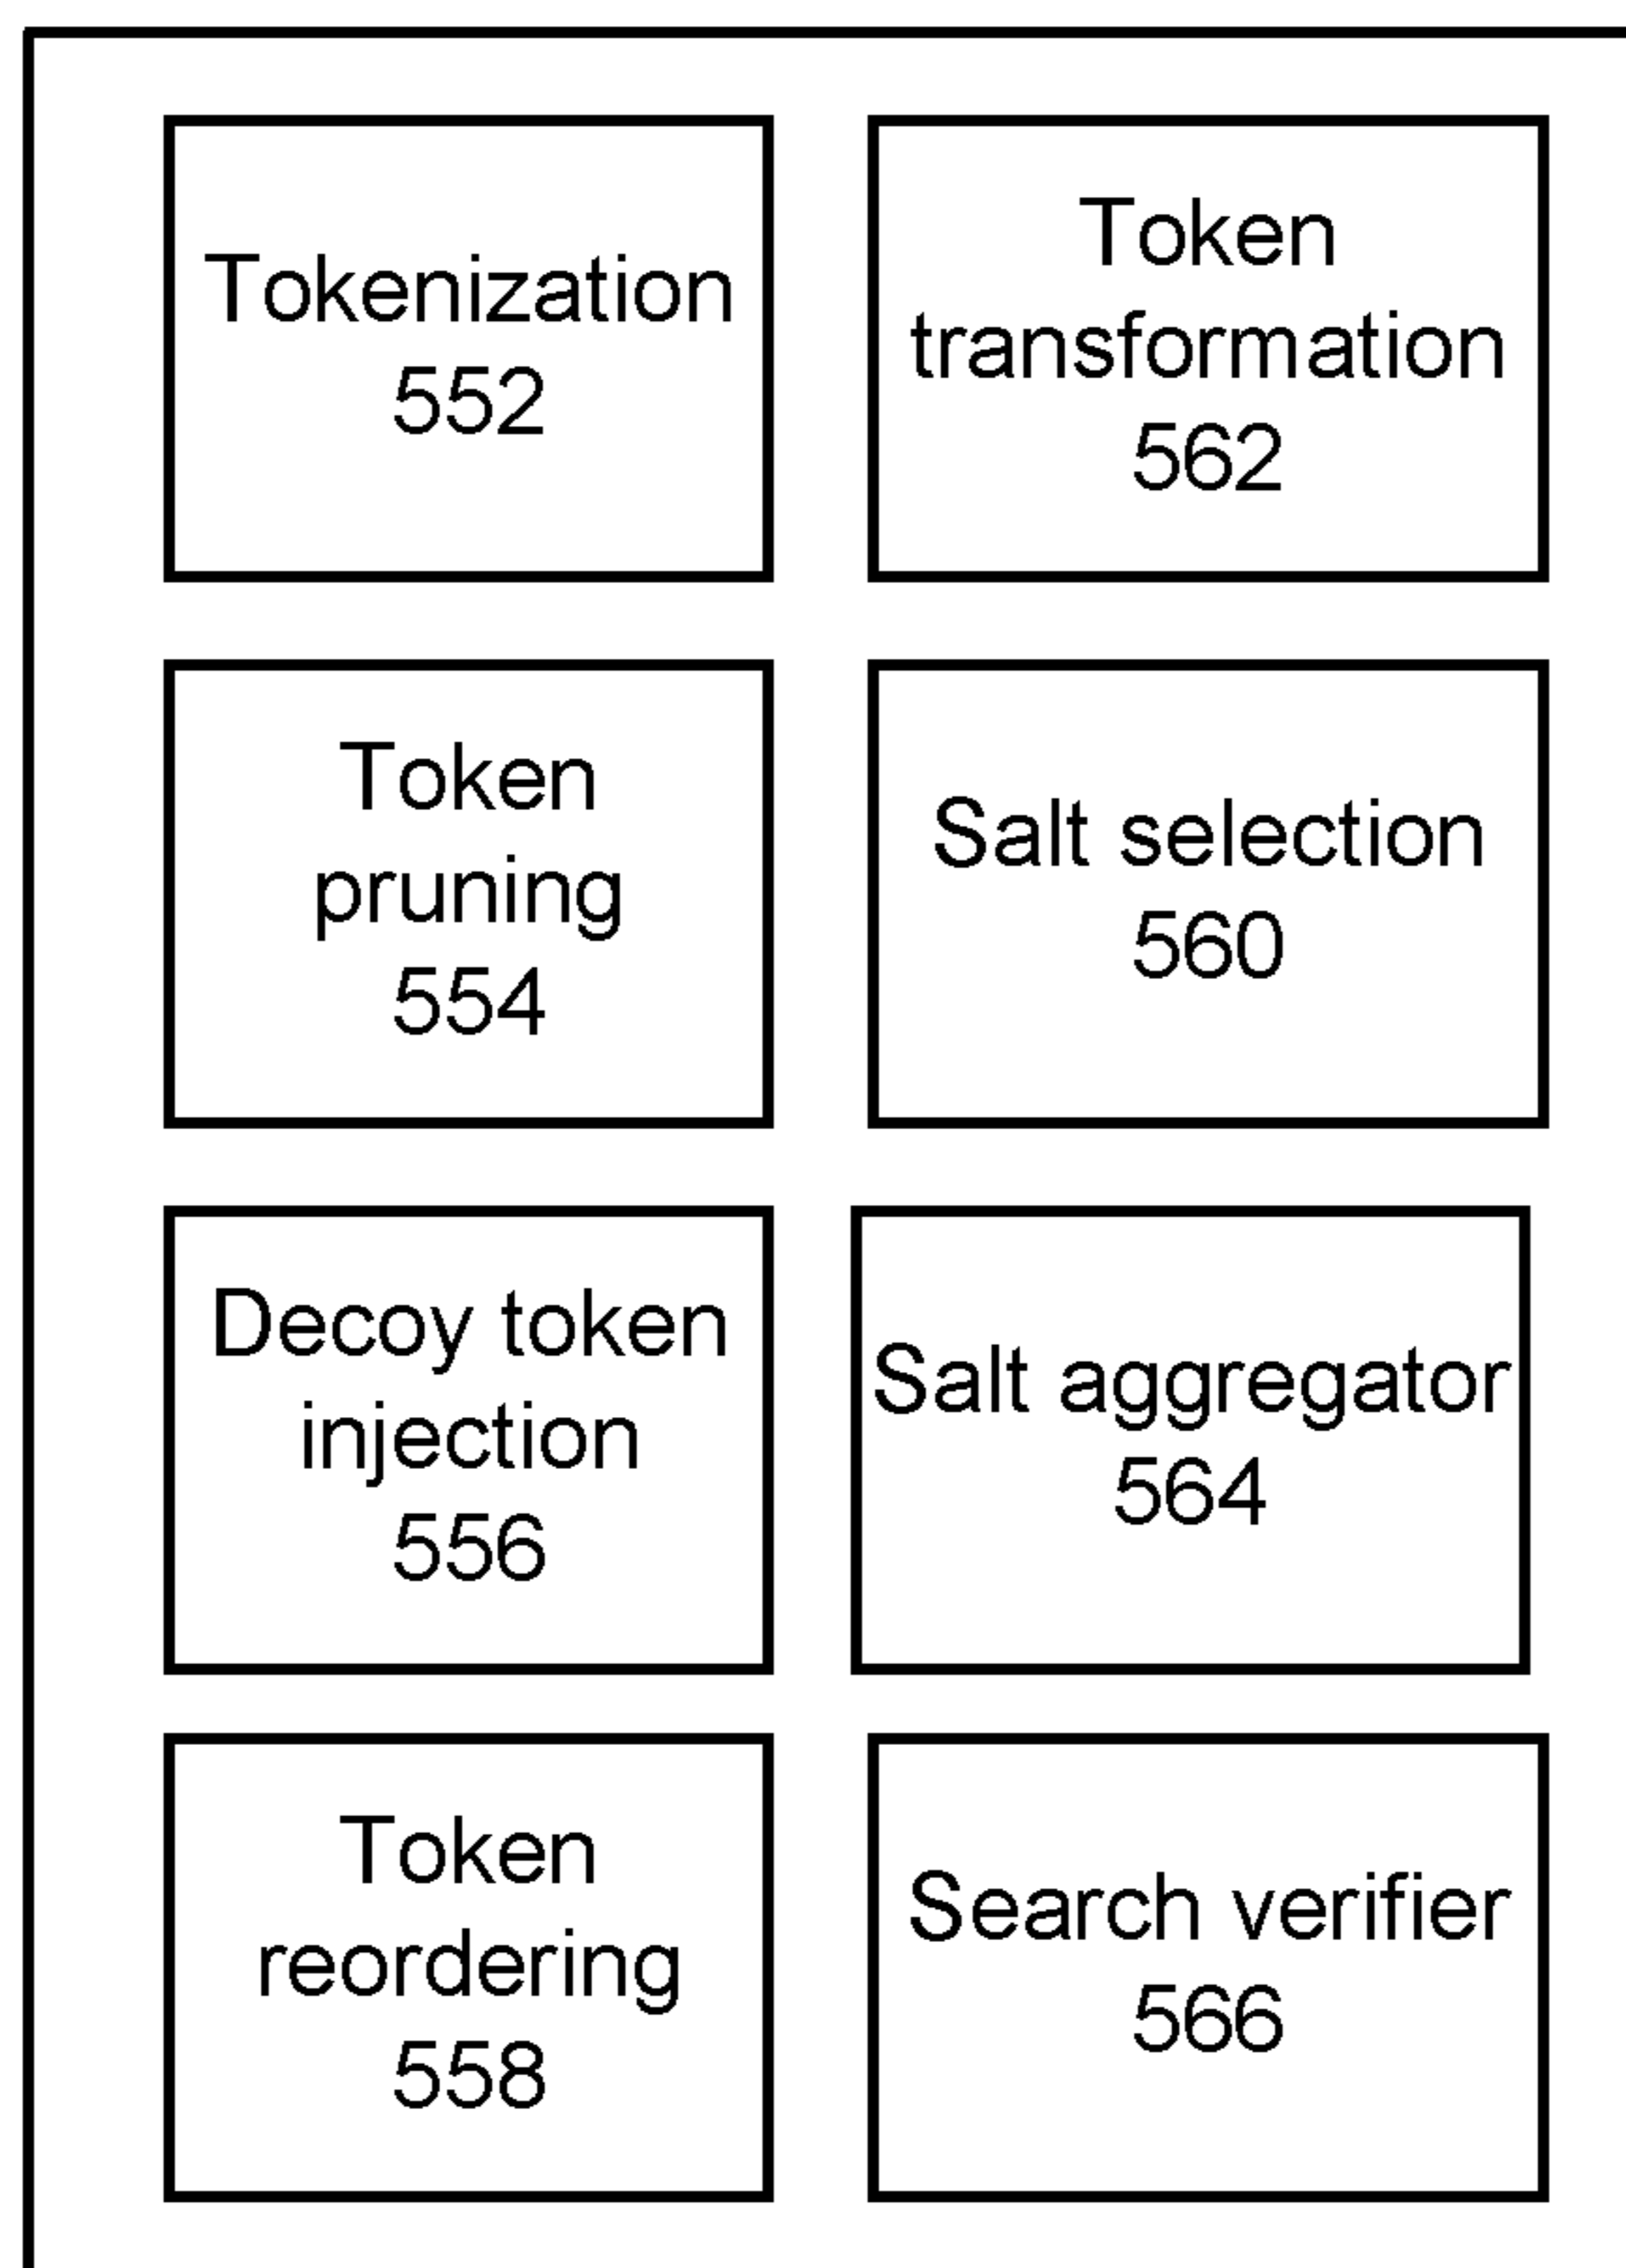 Tokenization
552
Token
transformation
562
Token
pruning
554
Salt selection
560
Decoy token
injection
556
Salt aggregator
564
Token
reordering
558
Search verifier
566